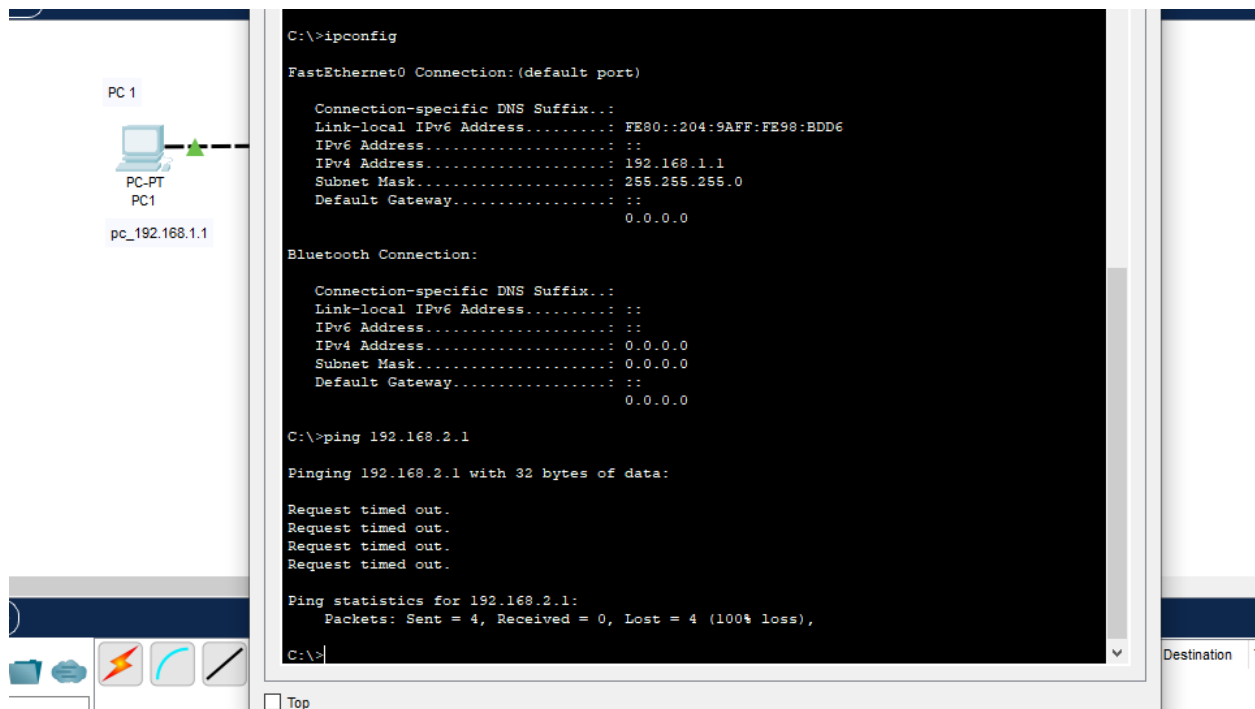 PC 1
PC-PT
PC1
pc_192.168.1.1
C:\>ipconfig
FastEthernet0 Connection:(default port)
Connection-specific DNS Suffix..:
Link-local IPv6 Address.........: FE80::204:9AFF:FE98:BDD6
IPv6 Address....................: ::
IPv4 Address....................: 192.168.1.1
Subnet Mask.....................: 255.255.255.0
Default Gateway.................: ::
0.0.0.0
Bluetooth Connection:
Connection-specific DNS Suffix..:
Link-local IPv6 Address.........: ::
IPv6 Address....................: ::
IPv4 Address....................: 0.0.0.0
Subnet Mask.....................: 0.0.0.0
Default Gateway.................: ::
0.0.0.0
C:\>ping 192.168.2.1
Pinging 192.168.2.1 with 32 bytes of data:
Request timed out.
Request timed out.
Request timed out.
Request timed out.
Ping statistics for 192.168.2.1:
Packets: Sent = 4, Received = 0, Lost = 4 (100% loss),
C:\>
Top
Destination